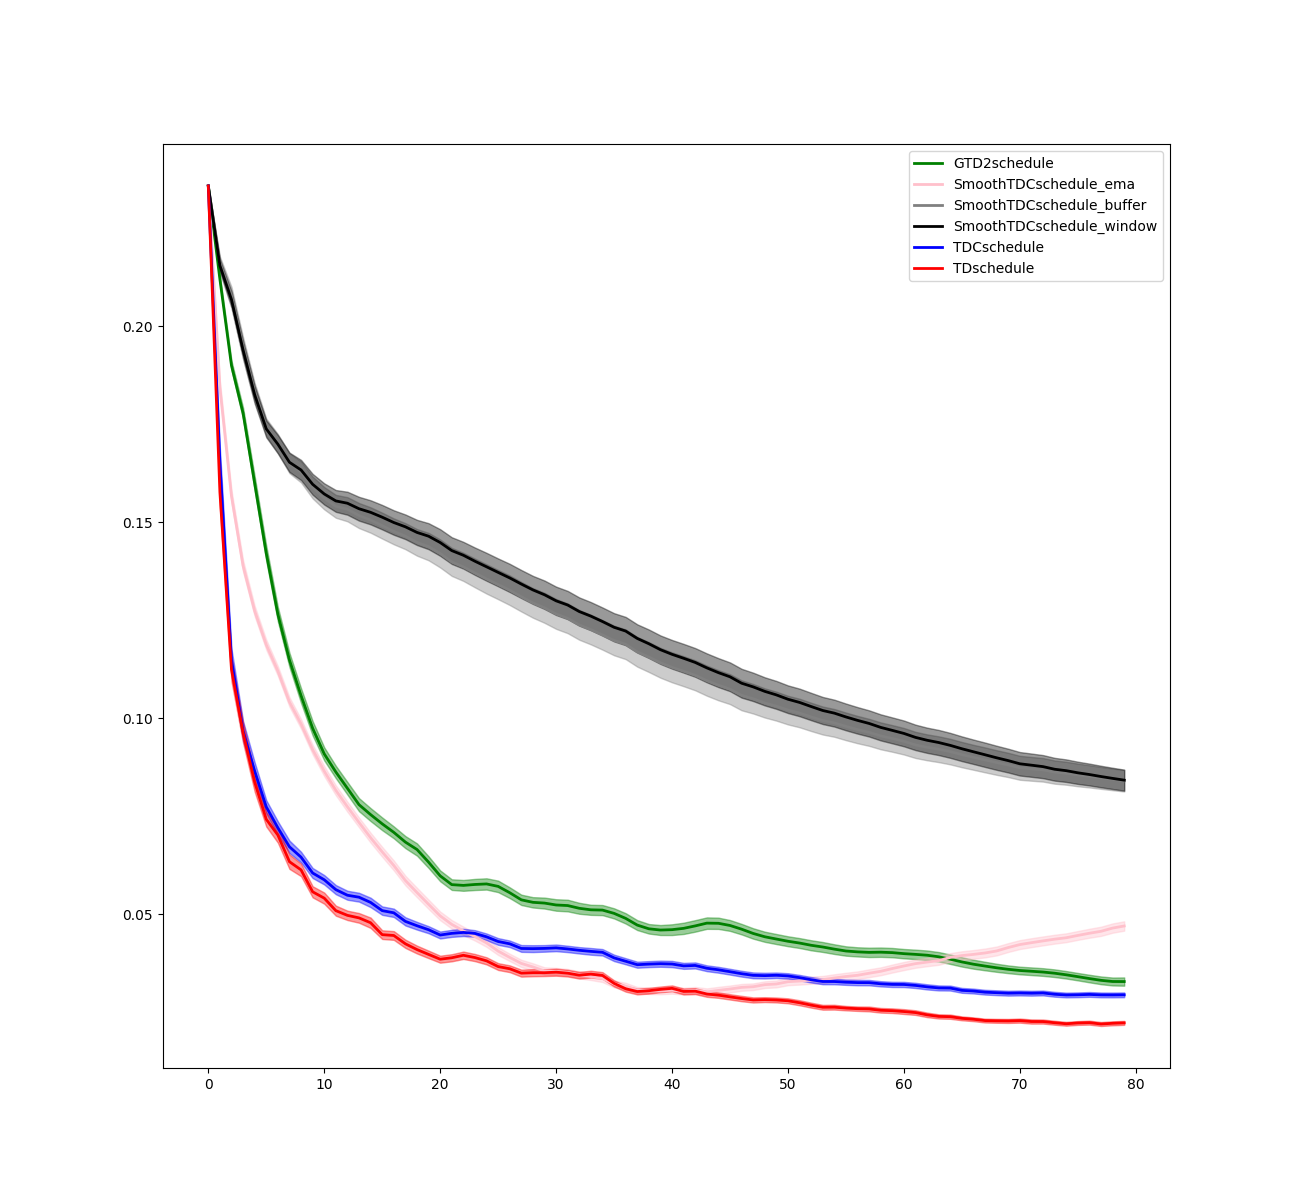 GTD2schedule
SmoothTDCschedule_ema
SmoothTDCschedule_buffer
SmoothTDCschedule_window
TDCschedule
TDschedule
0.20
0.15
0.10
0.05
0 10 20 30 40 50 60 70 80